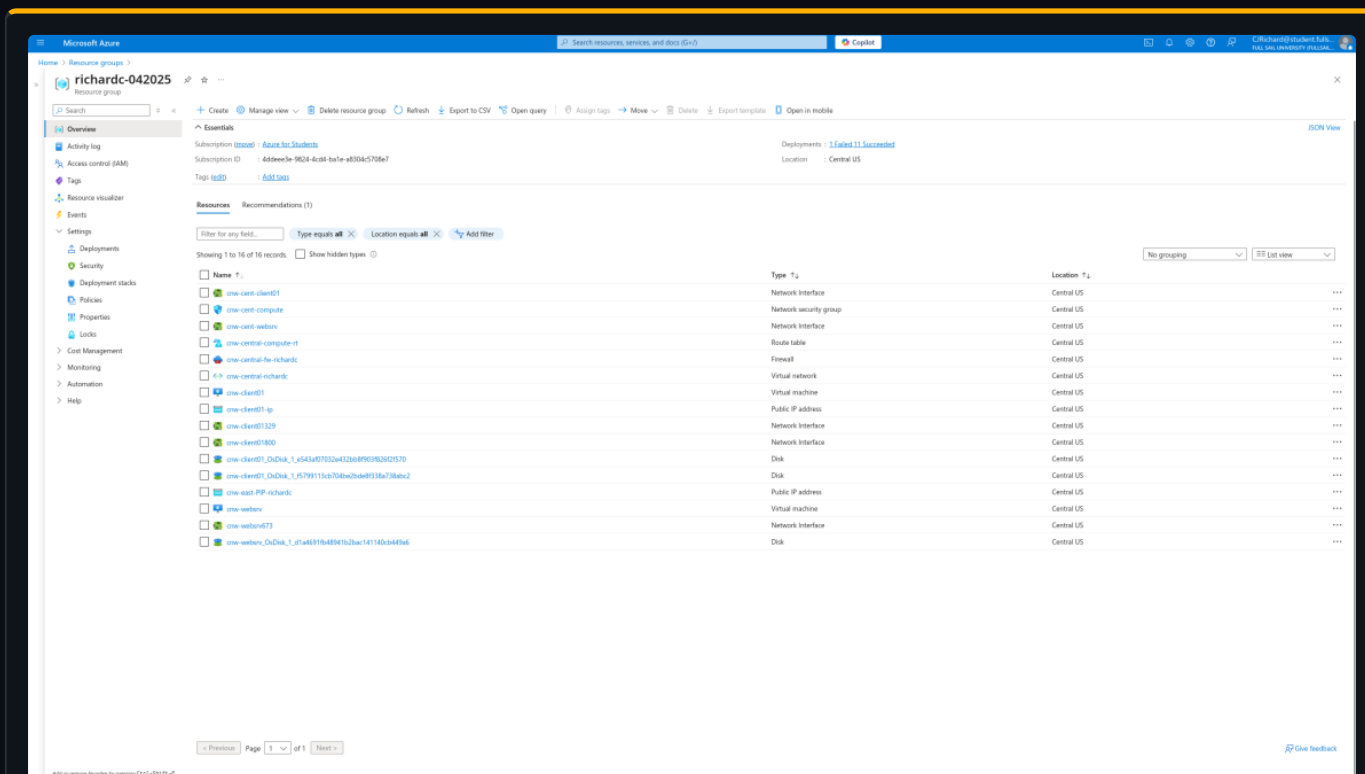 Microsoft Azure
Search resources, services, and docs (G+/)
Copilot
CJRichard@student.fulls...
FULL SAIL UNIVERSITY (FULLSAIL...
Home > Resource groups >
richardc-042025
Resource group
Search
Create Manage view Delete resource group Refresh Export to CSV Open query Assign tags Move Delete Export template Open in mobile
Overview
Activity log
Access control (IAM)
Tags
Resource visualizer
Events
Settings
Deployments
Security
Deployment stacks
Policies
Properties
Locks
Cost Management
Monitoring
Automation
Help
Essentials JSON View
Subscription (move) : Azure for Students Deployments : 1 Failed,11 Succeeded
Subscription ID : 4ddeee3e-9824-4cd4-ba1e-a8304c5708e7 Location : Central US
Tags (edit) : Add tags
Resources Recommendations (1)
Filter for any field... Type equals all Location equals all Add filter
Showing 1 to 16 of 16 records. Show hidden types No grouping List view
Name Type Location
cnw-cent-client01 Network Interface Central US
cnw-cent-compute Network security group Central US
cnw-cent-websrv Network Interface Central US
cnw-central-compute-rt Route table Central US
cnw-central-fw-richardc Firewall Central US
cnw-central-richardc Virtual network Central US
cnw-client01 Virtual machine Central US
cnw-client01-ip Public IP address Central US
cnw-client01329 Network Interface Central US
cnw-client01800 Network Interface Central US
Disk Central US
Disk Central US
cnw-east-PIP-richardc Public IP address Central US
cnw-websrv Virtual machine Central US
cnw-websrv673 Network Interface Central US
Disk Central US
< Previous Page 1 of 1 Next >
Give feedback